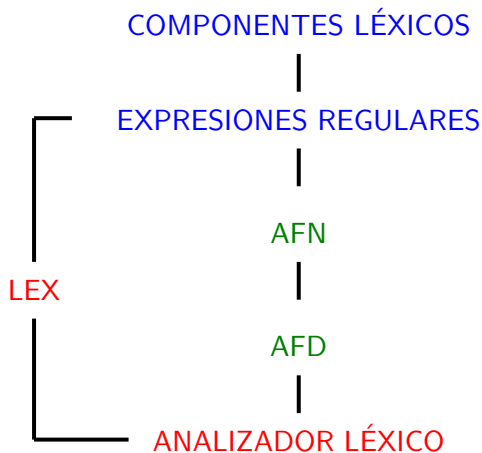 COMPONENTES LÉXICOS
EXPRESIONES REGULARES
AFN
LEX
AFD
ANALIZADOR LÉXICO